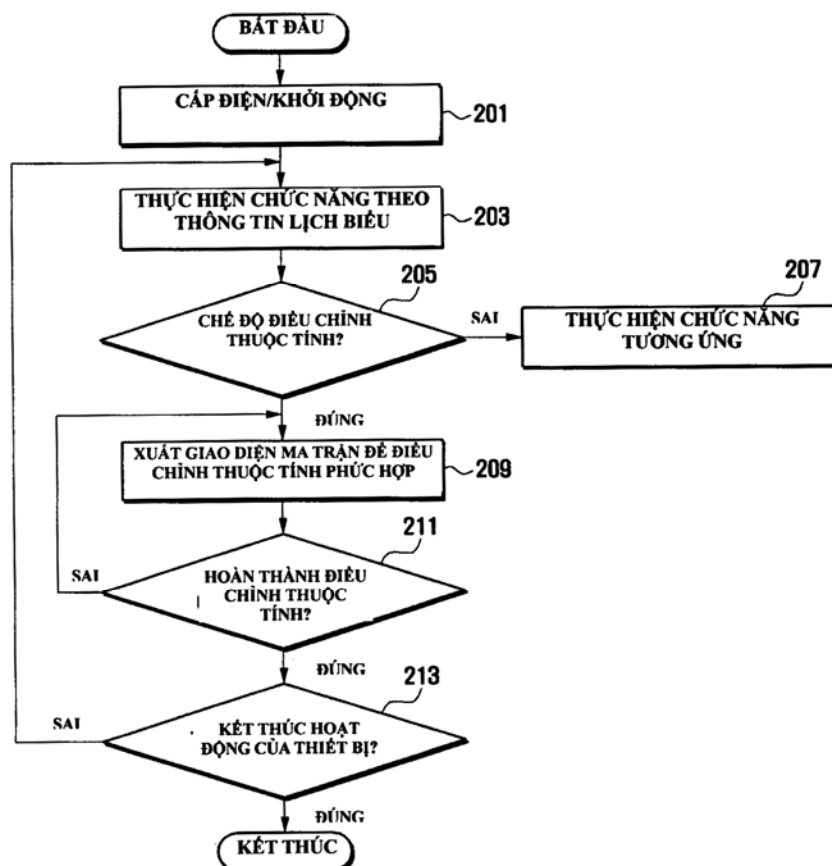 BẮT ĐẦU
CẤP ĐIỆN/KHỞI ĐỘNG
201
THỰC HIỆN CHỨC NĂNG THEO
THÔNG TIN LỊCH BIỂU
203
205
CHẾ ĐỘ ĐIỀU CHỈNH
THUỘC TÍNH?
SAI
207
THỰC HIỆN CHỨC NĂNG
TƯƠNG ỨNG
ĐÚNG
XUẤT GIAO DIỆN MA TRẬN ĐỂ ĐIỀU
CHỈNH THUỘC TÍNH PHỨC HỢP
209
211
HOÀN THÀNH ĐIỀU
CHỈNH THUỘC
TÍNH?
SAI
ĐÚNG
213
KẾT THÚC HOẠT
ĐỘNG CỦA THIẾT BỊ?
SAI
ĐÚNG
KẾT THÚC